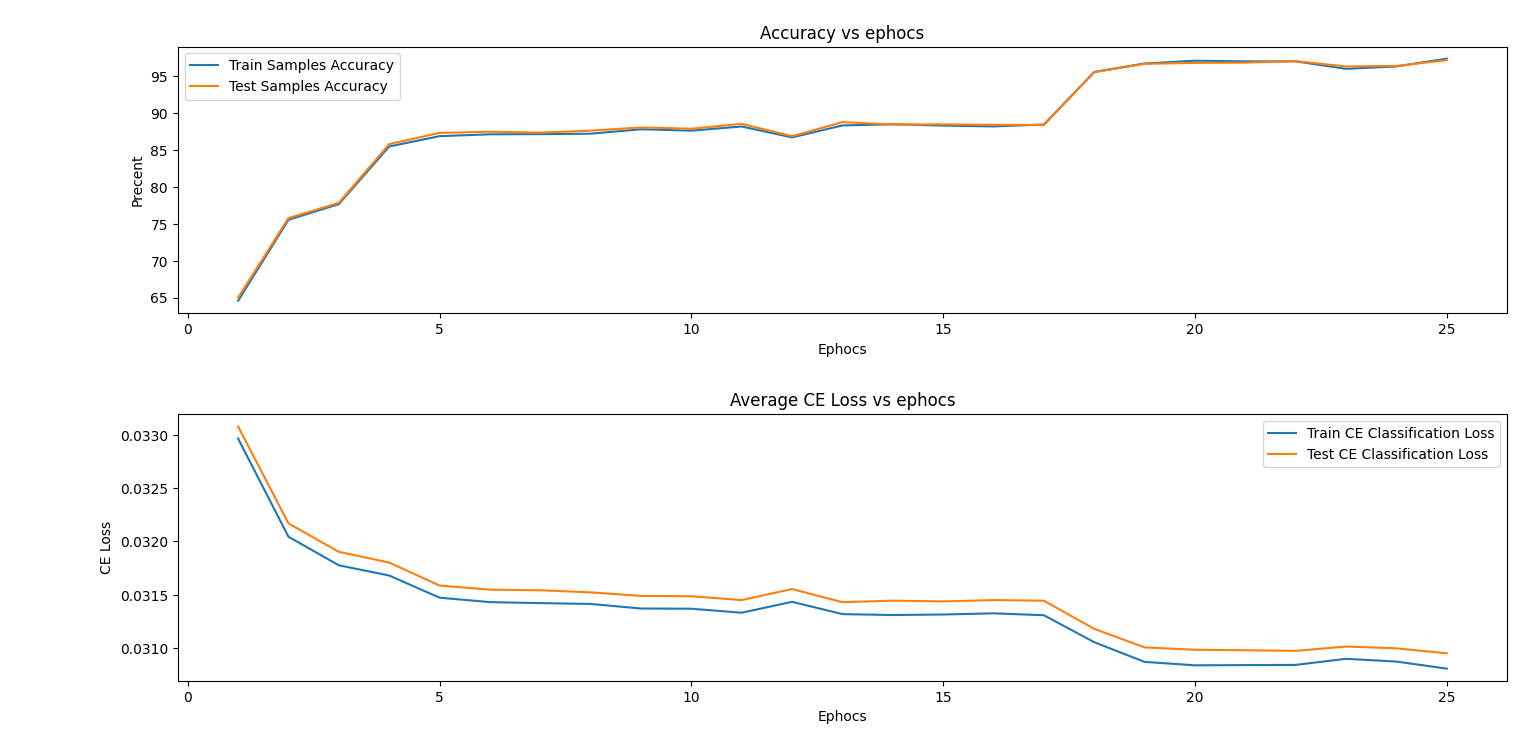 Accuracy vs ephocs
Train Samples Accuracy
Test Samples Accuracy
Precent
95
90
85
80
75
70
65
0 5 10 15 20 25
Ephocs
Average CE Loss vs ephocs
Train CE Classification Loss
Test CE Classification Loss
CE Loss
0.0330
0.0325
0.0320
0.0315
0.0310
0 5 10 15 20 25
Ephocs